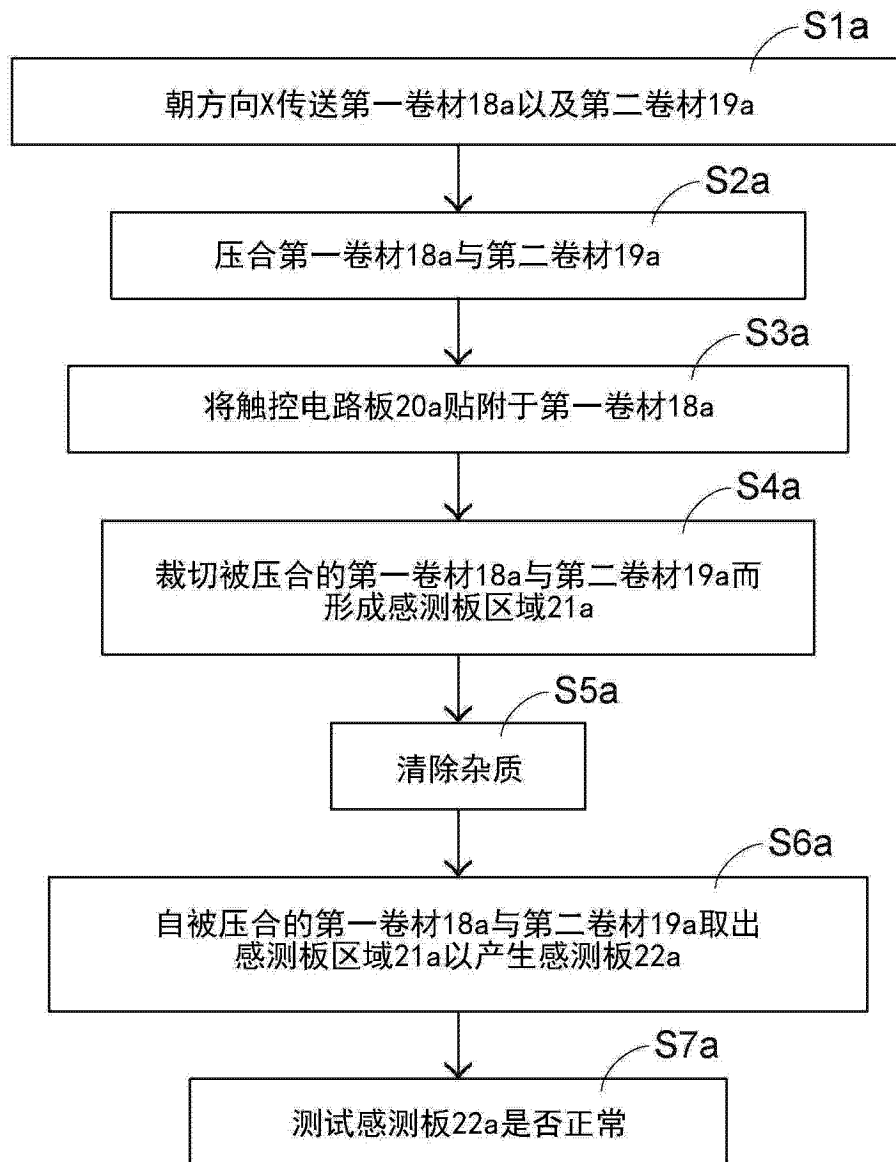 S1a
朝方向X传送第一卷材18a以及第二卷材19a
S2a
压合第一卷材18a与第二卷材19a
S3a
将触控电路板20a贴附于第一卷材18a
S4a
裁切被压合的第一卷材18a与第二卷材19a而
形成感测板区域21a
S5a
清除杂质
S6a
自被压合的第一卷材18a与第二卷材19a取出
感测板区域21a以产生感测板22a
S7a
测试感测板22a是否正常